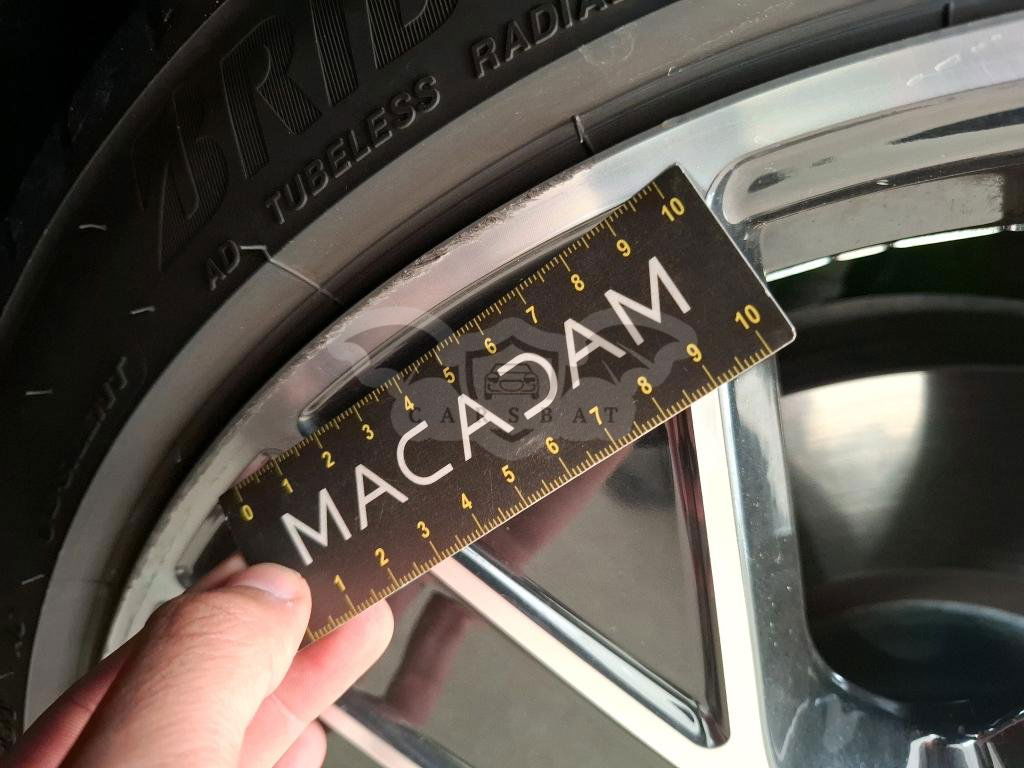 BRID
TUBELESS RADIAL
AD
0 1 2 3 4 5 6 7 8 9 10
MACADAM
CARSBAT
1 2 3 4 5 6 7 8 9 10